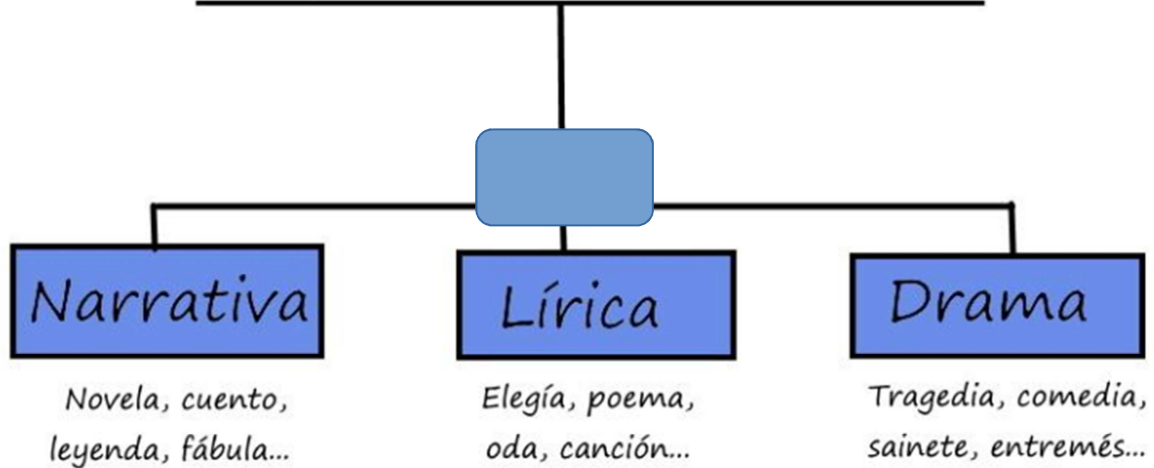 Narrativa
Lírica
Drama
Novela, cuento,
leyenda, fábula...
Elegía, poema,
oda, canción...
Tragedia, comedia,
sainete, entremés...